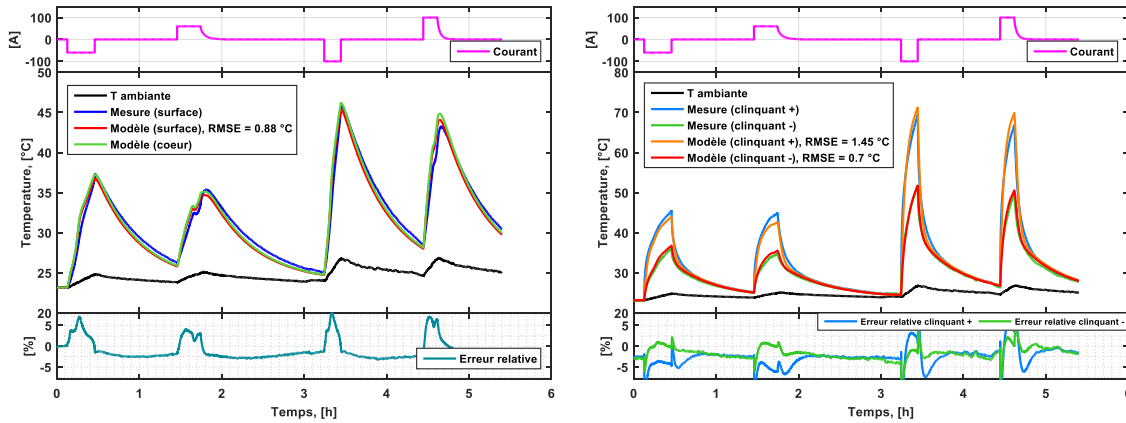 100
0
-100
[A]
Courant
50
45
40
35
30
25
20
Temperature, [°C]
T ambiante
Mesure (surface)
Modèle (surface), RMSE = 0.88 °C
Modèle (coeur)
5
0
-5
[%]
Erreur relative
0 1 2 3 4 5 6
Temps, [h]
100
0
-100
[A]
Courant
80
70
60
50
40
30
20
Temperature, [°C]
T ambiante
Mesure (clinquant +)
Mesure (clinquant -)
Modèle (clinquant +), RMSE = 1.45 °C
Modèle (clinquant -), RMSE = 0.7 °C
5
0
-5
[%]
Erreur relative clinquant + Erreur relative clinquant -
0 1 2 3 4 5 6
Temps, [h]